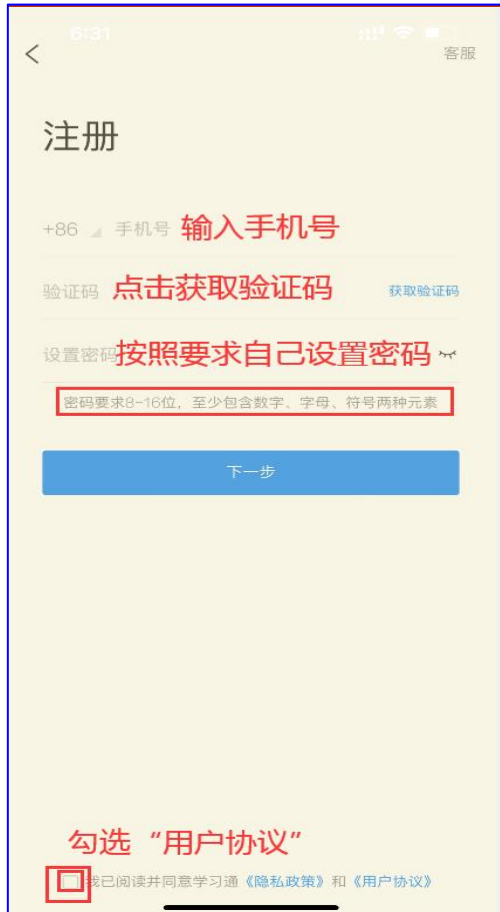 6:31
客服
注册
+86 手机号 输入手机号
验证码 点击获取验证码 获取验证码
设置密码 按照要求自己设置密码
密码要求8-16位，至少包含数字、字母、符号两种元素
下一步
勾选“用户协议”
我已阅读并同意学习通《隐私政策》和《用户协议》